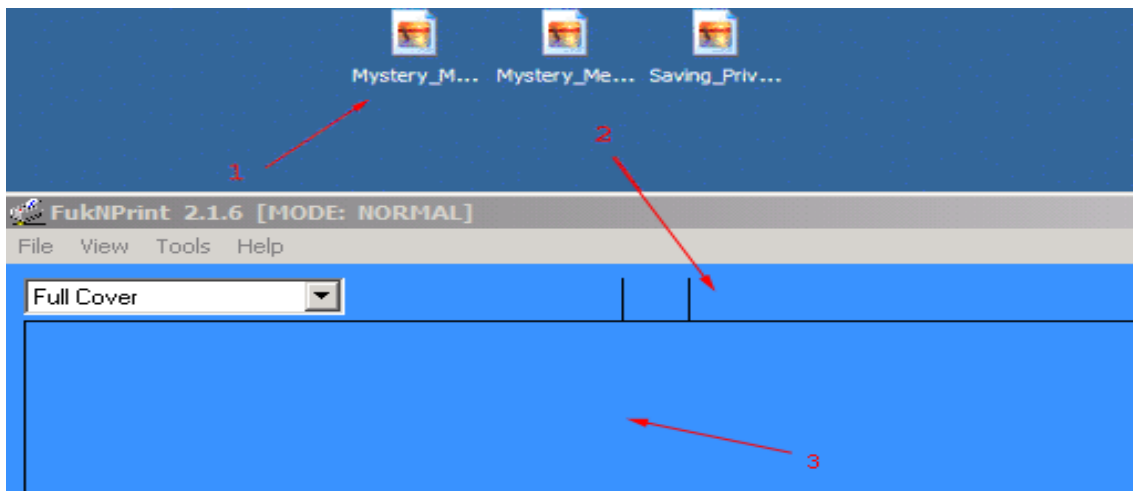 Mystery_M... Mystery_Me... Saving_Priv...
2
1
FukNPrint 2.1.6 [MODE: NORMAL]
File View Tools Help
Full Cover
3